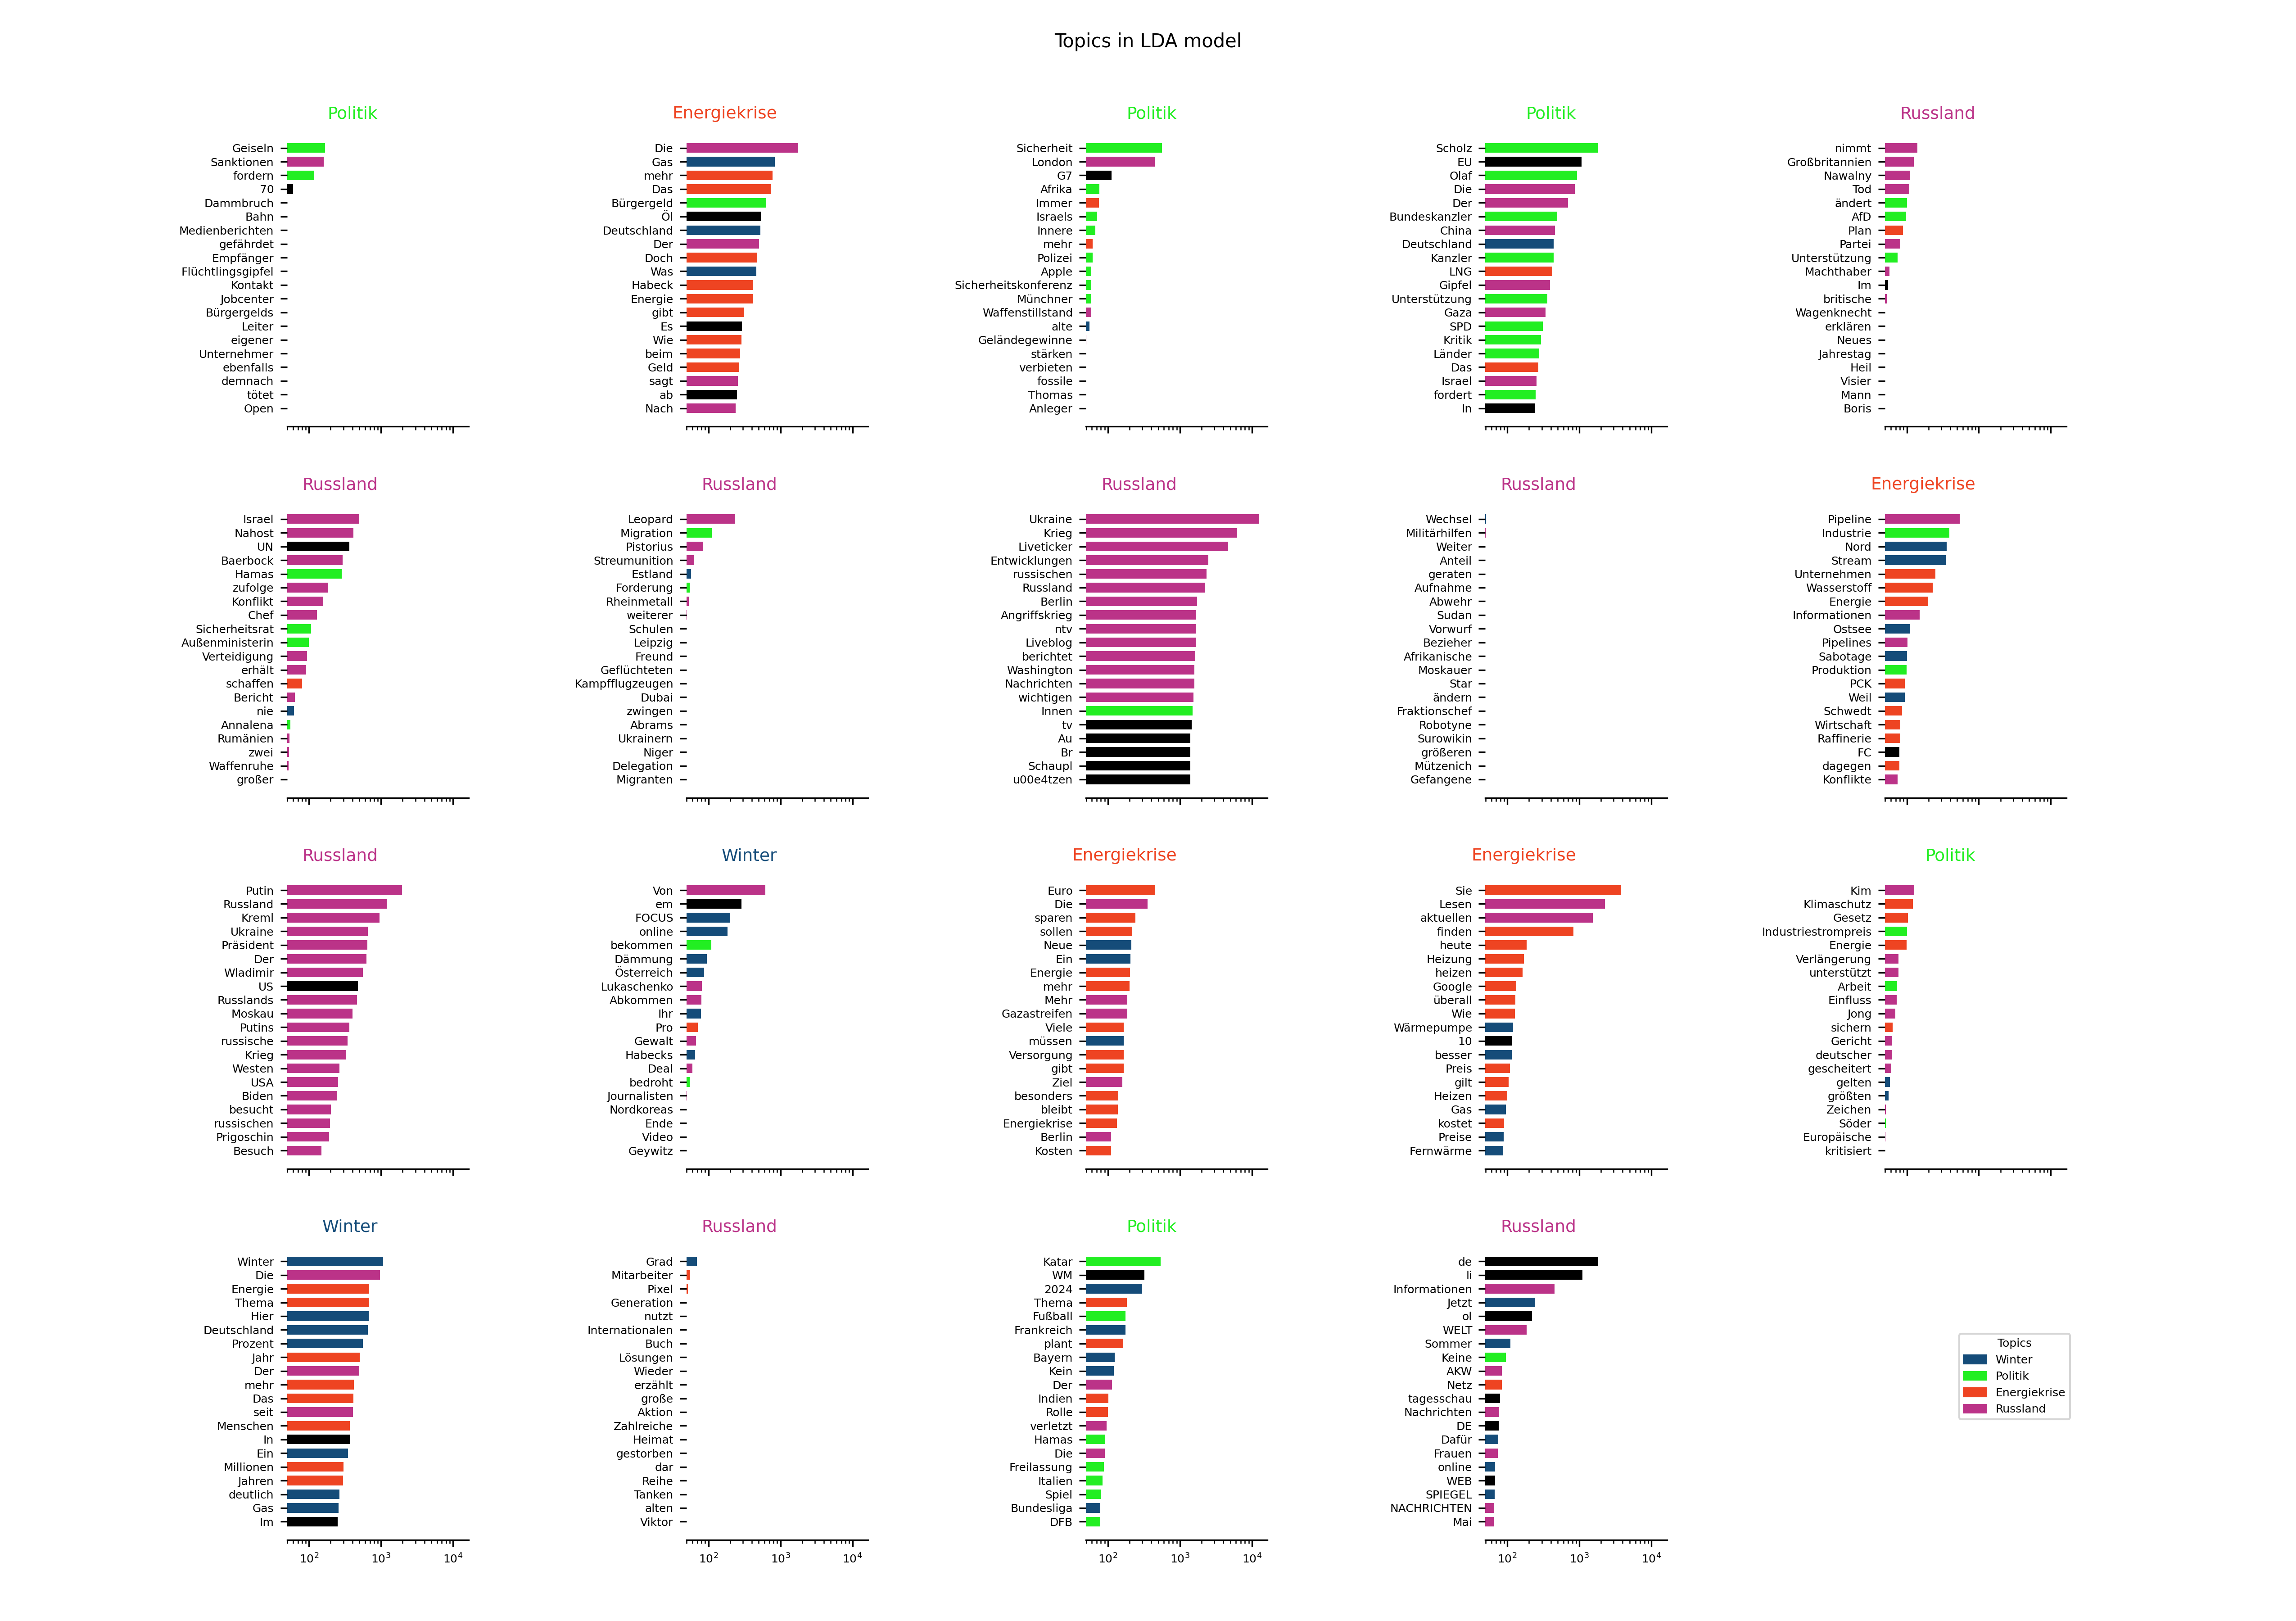 Topics in LDA model
Politik
Geiseln
Sanktionen
fordern
70
Dammbruch
Bahn
Medienberichten
gefährdet
Empfänger
Flüchtlingsgipfel
Kontakt
Jobcenter
Bürgergelds
Leiter
eigener
Unternehmer
ebenfalls
demnach
tötet
Open
Energiekrise
Die
Gas
mehr
Das
Bürgergeld
Öl
Deutschland
Der
Doch
Was
Habeck
Energie
gibt
Es
Wie
beim
Geld
sagt
ab
Nach
Politik
Sicherheit
London
G7
Afrika
Immer
Israels
Innere
mehr
Polizei
Apple
Sicherheitskonferenz
Münchner
Waffenstillstand
alte
Geländegewinne
stärken
verbieten
fossile
Thomas
Anleger
Politik
Scholz
EU
Olaf
Die
Der
Bundeskanzler
China
Deutschland
Kanzler
LNG
Gipfel
Unterstützung
Gaza
SPD
Kritik
Länder
Das
Israel
fordert
In
Russland
nimmt
Großbritannien
Nawalny
Tod
ändert
AfD
Plan
Partei
Unterstützung
Machthaber
Im
britische
Wagenknecht
erklären
Neues
Jahrestag
Heil
Visier
Mann
Boris
Russland
Israel
Nahost
UN
Baerbock
Hamas
zufolge
Konflikt
Chef
Sicherheitsrat
Außenministerin
Verteidigung
erhält
schaffen
Bericht
nie
Annalena
Rumänien
zwei
Waffenruhe
großer
Russland
Leopard
Migration
Pistorius
Streumunition
Estland
Forderung
Rheinmetall
weiterer
Schulen
Leipzig
Freund
Geflüchteten
Kampfflugzeugen
Dubai
zwingen
Abrams
Ukrainern
Niger
Delegation
Migranten
Russland
Ukraine
Krieg
Liveticker
Entwicklungen
russischen
Russland
Berlin
Angriffskrieg
ntv
Liveblog
berichtet
Washington
Nachrichten
wichtigen
Innen
tv
Au
Br
Schaupl
u00e4tzen
Russland
Wechsel
Militärhilfen
Weiter
Anteil
geraten
Aufnahme
Abwehr
Sudan
Vorwurf
Bezieher
Afrikanische
Moskauer
Star
ändern
Fraktionschef
Robotyne
Surowikin
größeren
Mützenich
Gefangene
Energiekrise
Pipeline
Industrie
Nord
Stream
Unternehmen
Wasserstoff
Energie
Informationen
Ostsee
Pipelines
Sabotage
Produktion
PCK
Weil
Schwedt
Wirtschaft
Raffinerie
FC
dagegen
Konflikte
Russland
Putin
Russland
Kreml
Ukraine
Präsident
Der
Wladimir
US
Russlands
Moskau
Putins
russische
Krieg
Westen
USA
Biden
besucht
russischen
Prigoschin
Besuch
Winter
Von
em
FOCUS
online
bekommen
Dämmung
Österreich
Lukaschenko
Abkommen
Ihr
Pro
Gewalt
Habecks
Deal
bedroht
Journalisten
Nordkoreas
Ende
Video
Geywitz
Energiekrise
Euro
Die
sparen
sollen
Neue
Ein
Energie
mehr
Mehr
Gazastreifen
Viele
müssen
Versorgung
gibt
Ziel
besonders
bleibt
Energiekrise
Berlin
Kosten
Energiekrise
Sie
Lesen
aktuellen
finden
heute
Heizung
heizen
Google
überall
Wie
Wärmepumpe
10
besser
Preis
gilt
Heizen
Gas
kostet
Preise
Fernwärme
Politik
Kim
Klimaschutz
Gesetz
Industriestrompreis
Energie
Verlängerung
unterstützt
Arbeit
Einfluss
Jong
sichern
Gericht
deutscher
gescheitert
gelten
größten
Zeichen
Söder
Europäische
kritisiert
Winter
Winter
Die
Energie
Thema
Hier
Deutschland
Prozent
Jahr
Der
mehr
Das
seit
Menschen
In
Ein
Millionen
Jahren
deutlich
Gas
Im
10² 10³ 10⁴
Russland
Grad
Mitarbeiter
Pixel
Generation
nutzt
Internationalen
Buch
Lösungen
Wieder
erzählt
große
Aktion
Zahlreiche
Heimat
gestorben
dar
Reihe
Tanken
alten
Viktor
10² 10³ 10⁴
Politik
Katar
WM
2024
Thema
Fußball
Frankreich
plant
Bayern
Kein
Der
Indien
Rolle
verletzt
Hamas
Die
Freilassung
Italien
Spiel
Bundesliga
DFB
10² 10³ 10⁴
Russland
de
li
Informationen
Jetzt
ol
WELT
Sommer
Keine
AKW
Netz
tagesschau
Nachrichten
DE
Dafür
Frauen
online
WEB
SPIEGEL
NACHRICHTEN
Mai
10² 10³ 10⁴
Topics
Winter
Politik
Energiekrise
Russland